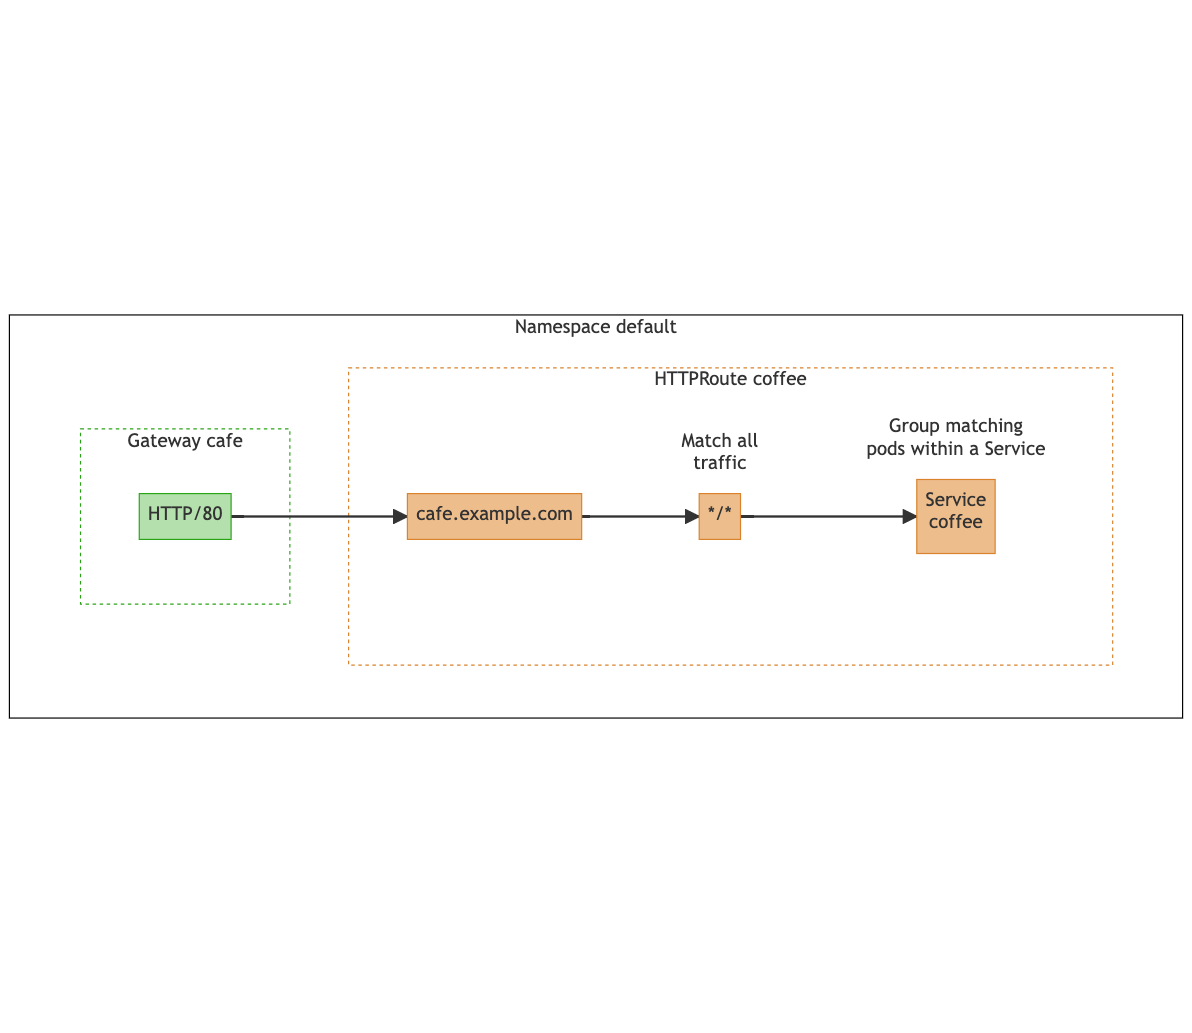 Namespace default
HTTPRoute coffee
Gateway cafe
HTTP/80
cafe.example.com
Match all
traffic
*/*
Group matching
pods within a Service
Service
coffee